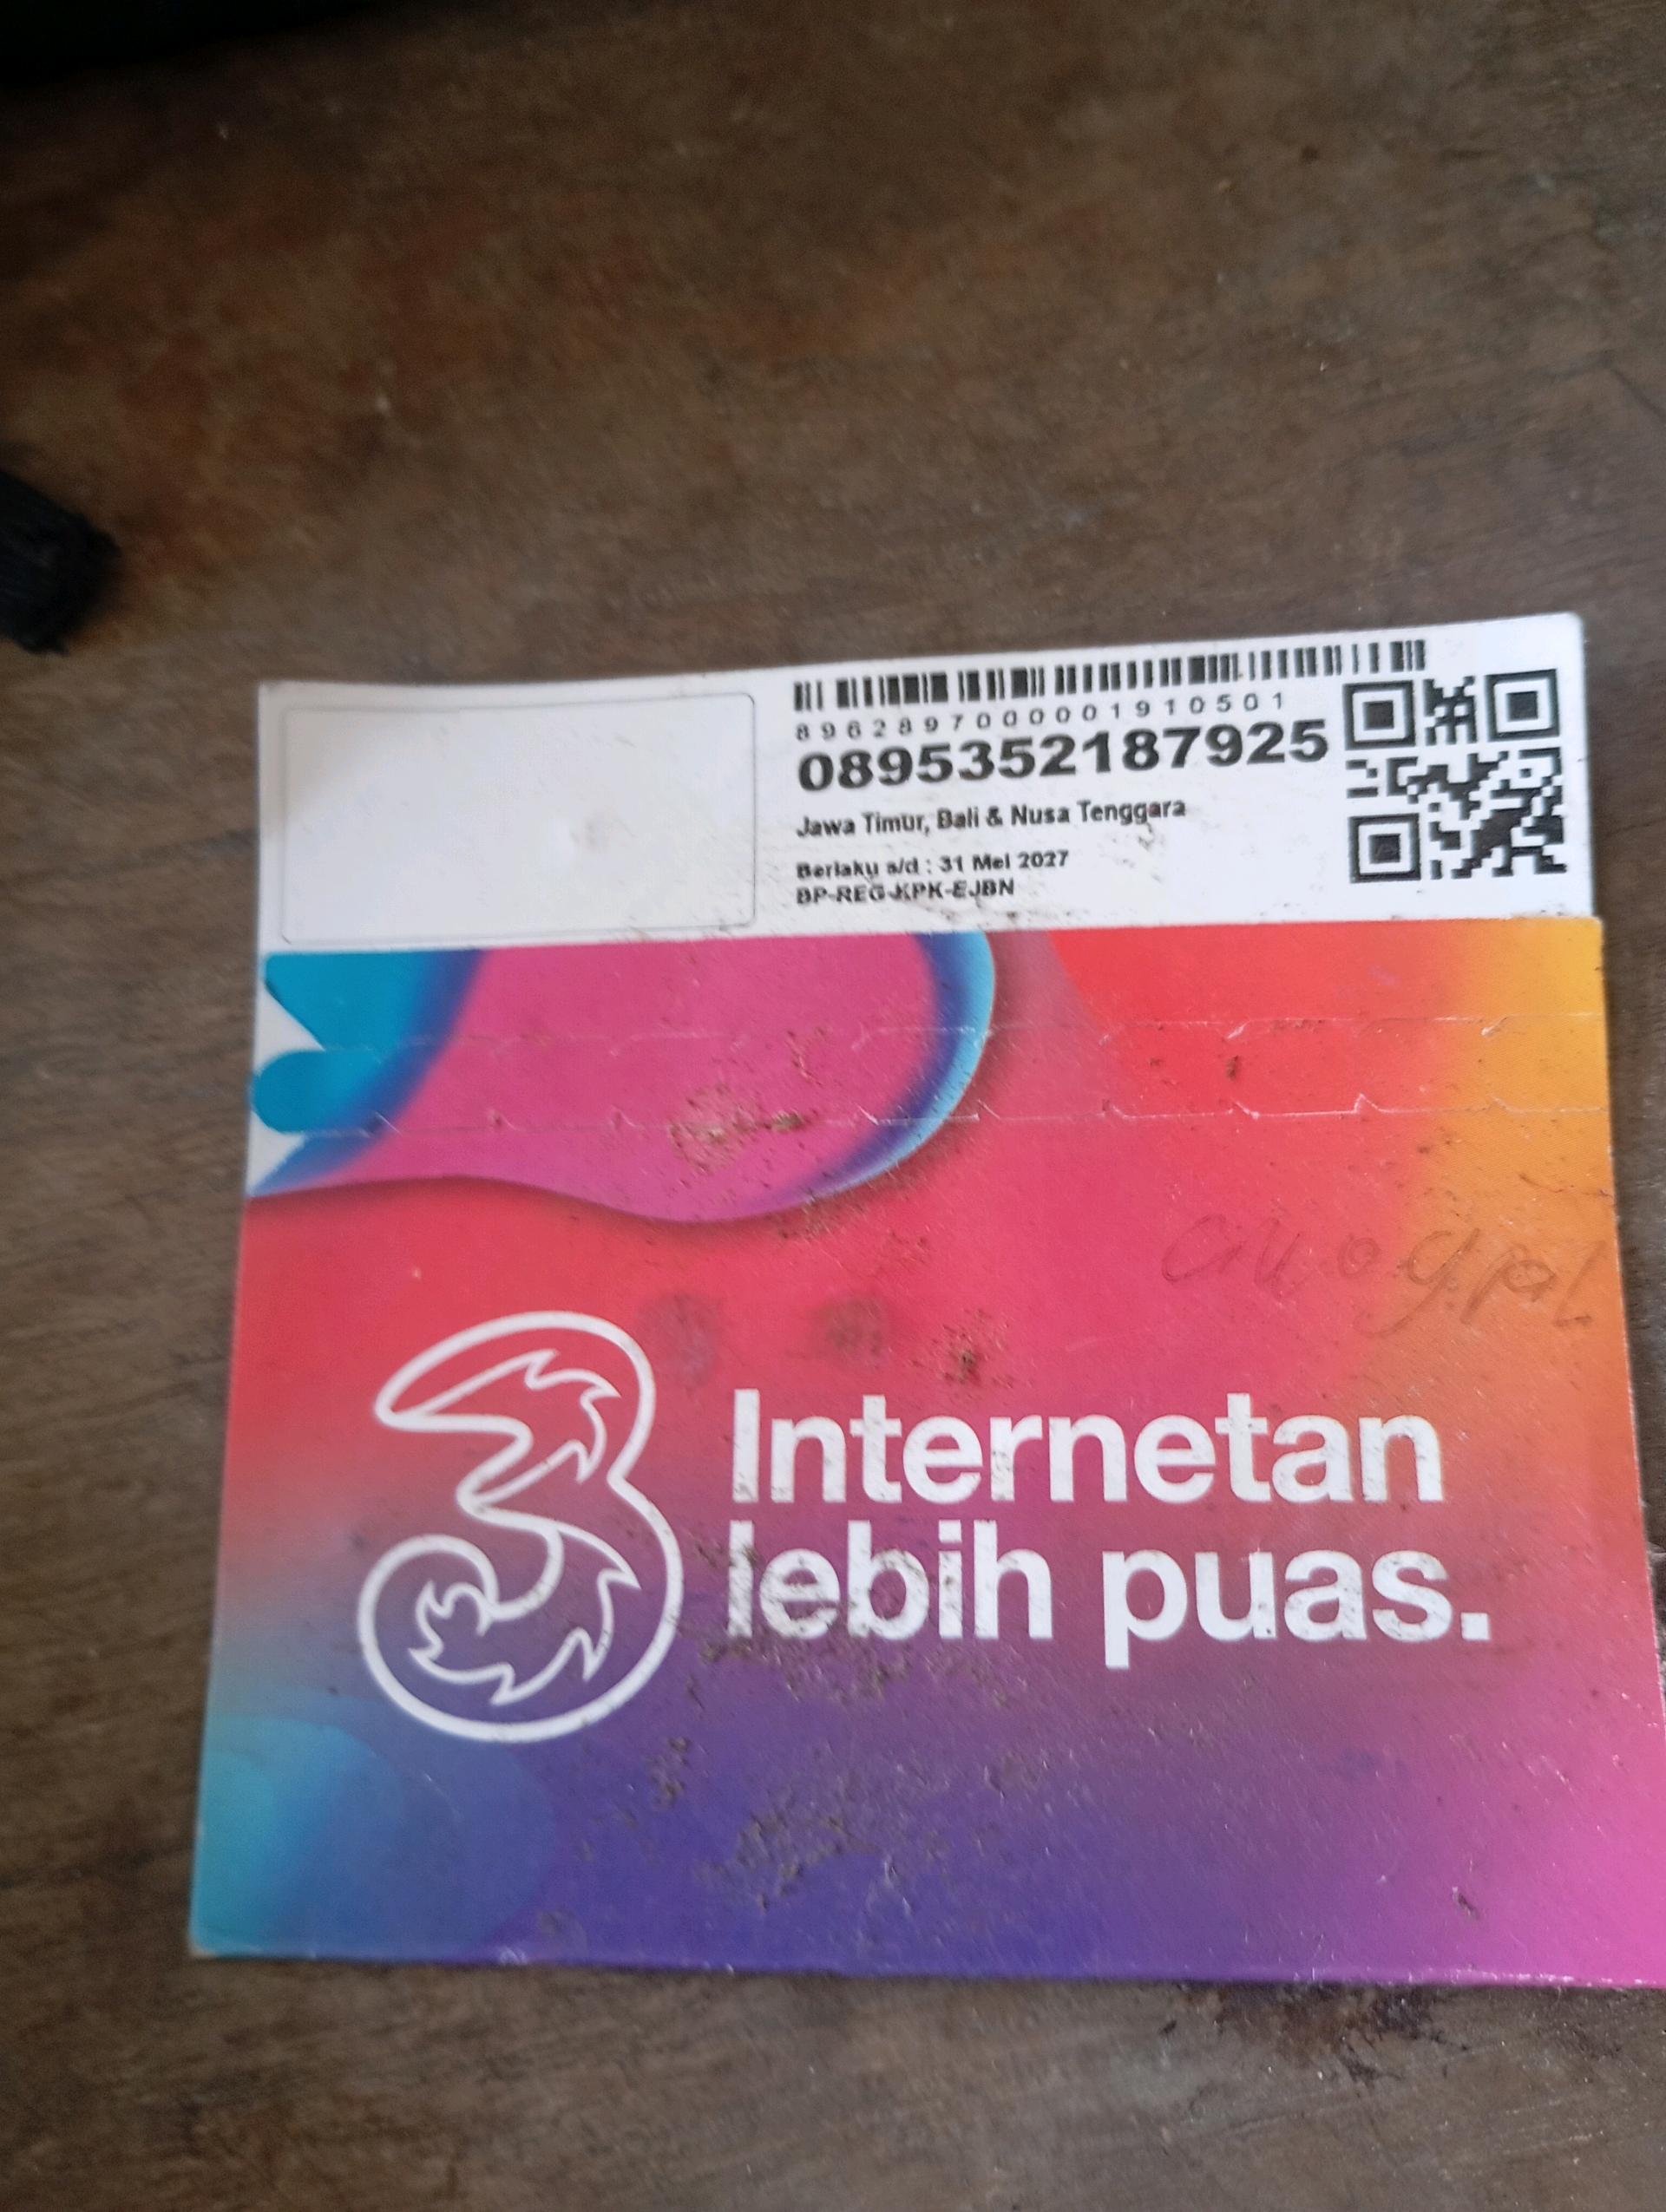 8962897000001910501
0895352187925
Jawa Timur, Bali & Nusa Tenggara
Berlaku s/d : 31 Mei 2027
BP-REG-KPK-EJBN
3
Internetan
lebih puas.